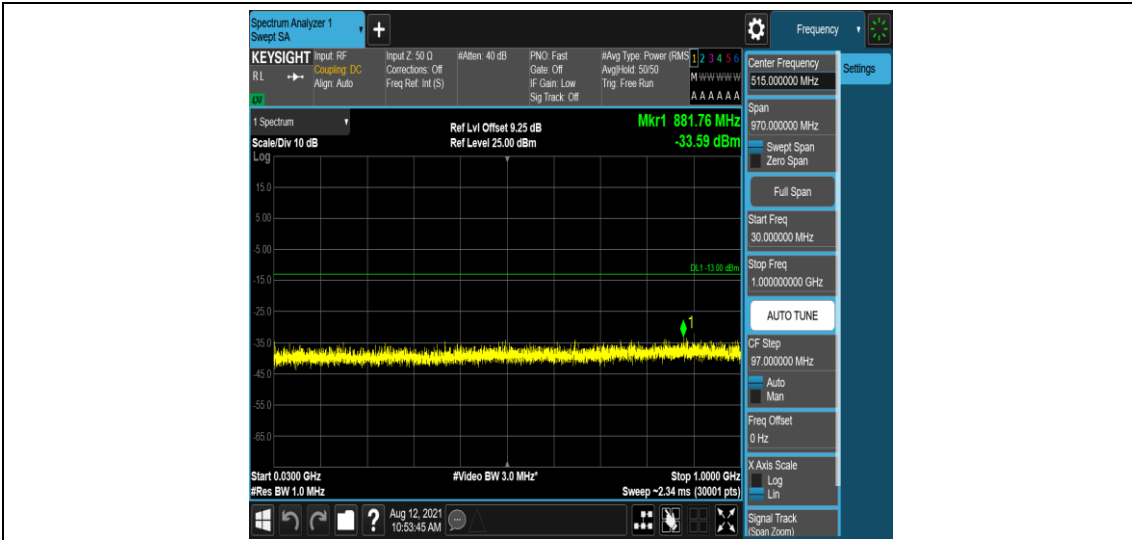 Spectrum Analyzer 1
Swept SA
+
Frequency
KEYSIGHT
RL
LXI
Input: RF
Coupling: DC
Align: Auto
Input Z: 50 Ω
Corrections: Off
Freq Ref: Int (S)
#Atten: 40 dB
PNO: Fast
Gate: Off
IF Gain: Low
Sig Track: Off
#Avg Type: Power (RMS
Avg|Hold: 50/50
Trig: Free Run
1 2 3 4 5 6
M W W W W W
A A A A A A
1 Spectrum
Scale/Div 10 dB
Ref Lvl Offset 9.25 dB
Ref Level 25.00 dBm
Mkr1 881.76 MHz
-33.59 dBm
Log
15.0
5.00
-5.00
DL1 -13.00 dBm
-15.0
-25.0
1
-35.0
-45.0
-55.0
-65.0
Start 0.0300 GHz
#Res BW 1.0 MHz
#Video BW 3.0 MHz*
Stop 1.0000 GHz
Sweep ~2.34 ms (30001 pts)
?
Aug 12, 2021
10:53:45 AM
Center Frequency
515.000000 MHz
Settings
Span
970.000000 MHz
Swept Span
Zero Span
Full Span
Start Freq
30.000000 MHz
Stop Freq
1.000000000 GHz
AUTO TUNE
CF Step
97.000000 MHz
Auto
Man
Freq Offset
0 Hz
X Axis Scale
Log
Lin
Signal Track
(Span Zoom)